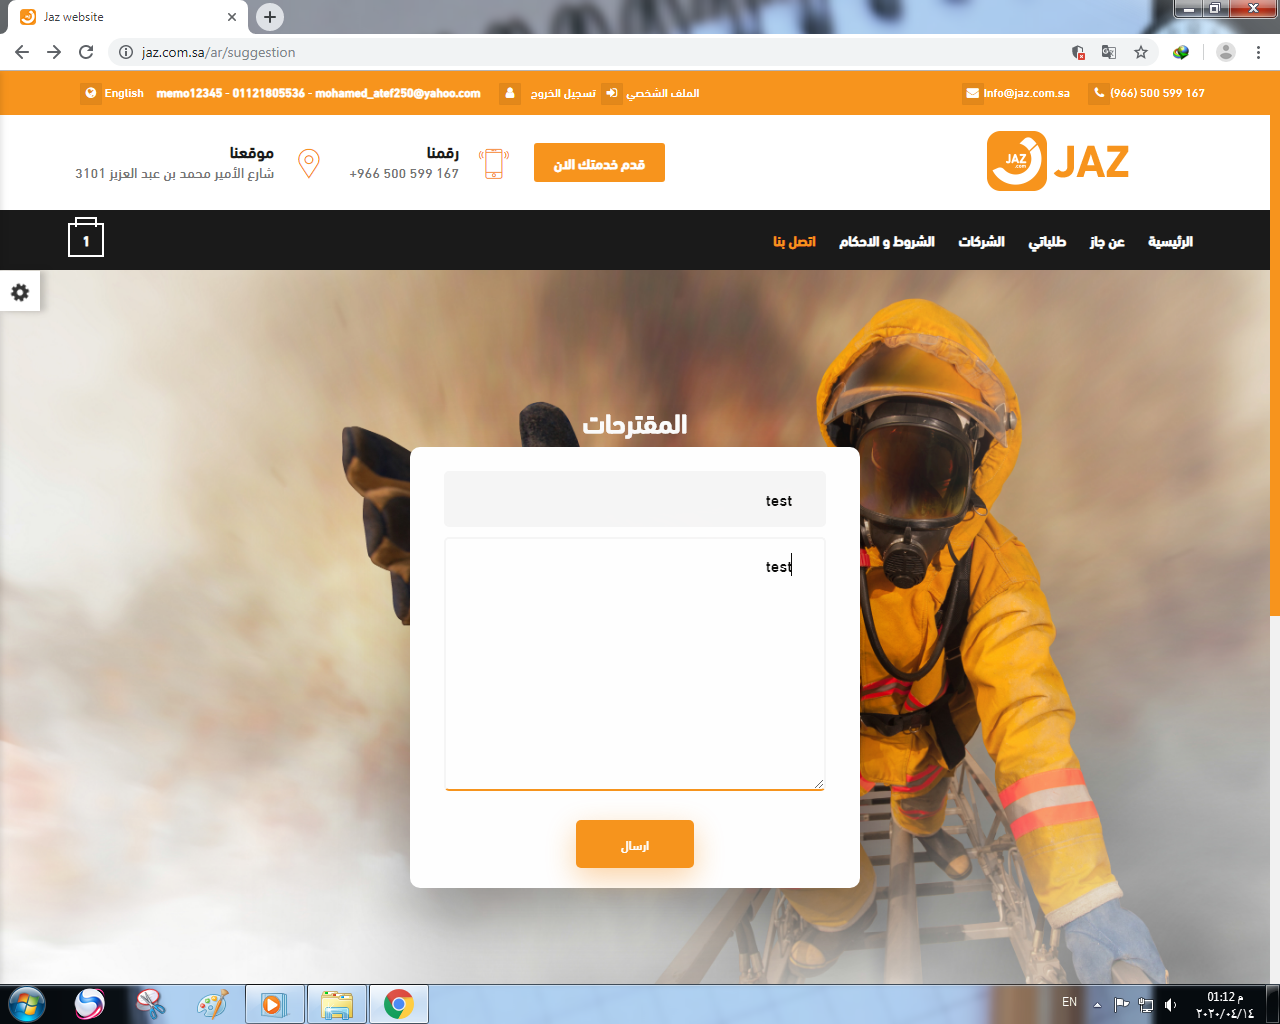 Jaz website
jaz.com.sa/ar/suggestion
English
memo12345 - 01121805536 - mohamed_atef250@yahoo.com
تسجيل الخروج
الملف الشخصي
Info@jaz.com.sa
(966) 500 599 167
موقعنا
شارع الأمير محمد بن عبد العزيز 3101
رقمنا
+966 500 599 167
قدم خدمتك الان
JAZ
.com
JAZ
الرئيسية
عن جاز
طلباتي
الشركات
الشروط و الاحكام
اتصل بنا
1
المقترحات
test
test
ارسال
EN
01:12 م
٢٠٢٠/٠٤/١٤